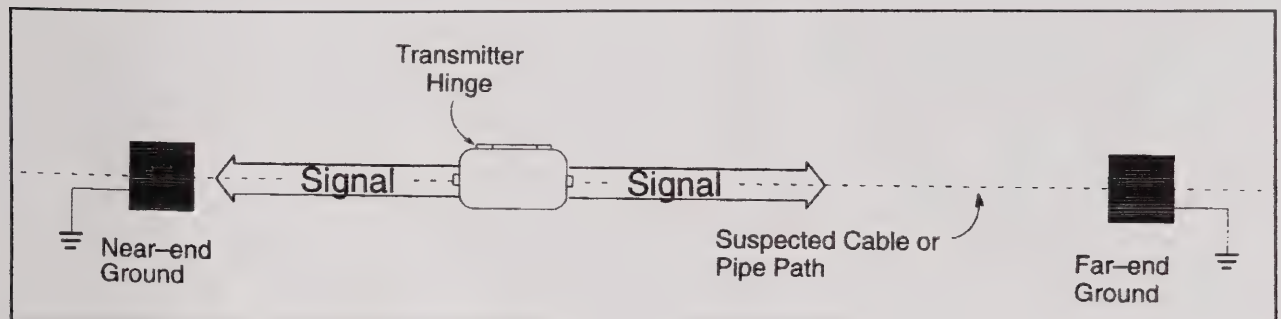 Transmitter
Hinge
Signal
Signal
Near–end
Ground
Suspected Cable or
Pipe Path
Far–end
Ground